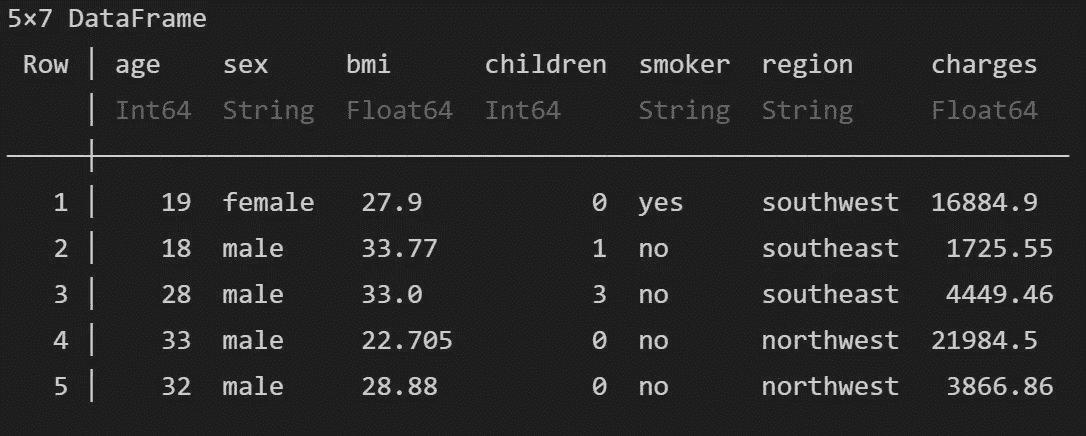 5×7 DataFrame
Row │ age sex bmi children smoker region charges
│ Int64 String Float64 Int64 String String Float64
1 │ 19 female 27.9 0 yes southwest 16884.9
2 │ 18 male 33.77 1 no southeast 1725.55
3 │ 28 male 33.0 3 no southeast 4449.46
4 │ 33 male 22.705 0 no northwest 21984.5
5 │ 32 male 28.88 0 no northwest 3866.86